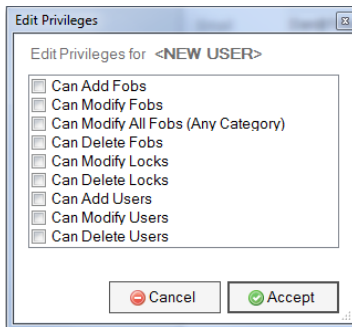 Edit Privileges
Edit Privileges for <NEW USER>
Can Add Fobs
Can Modify Fobs
Can Modify All Fobs (Any Category)
Can Delete Fobs
Can Modify Locks
Can Delete Locks
Can Add Users
Can Modify Users
Can Delete Users
Cancel
Accept